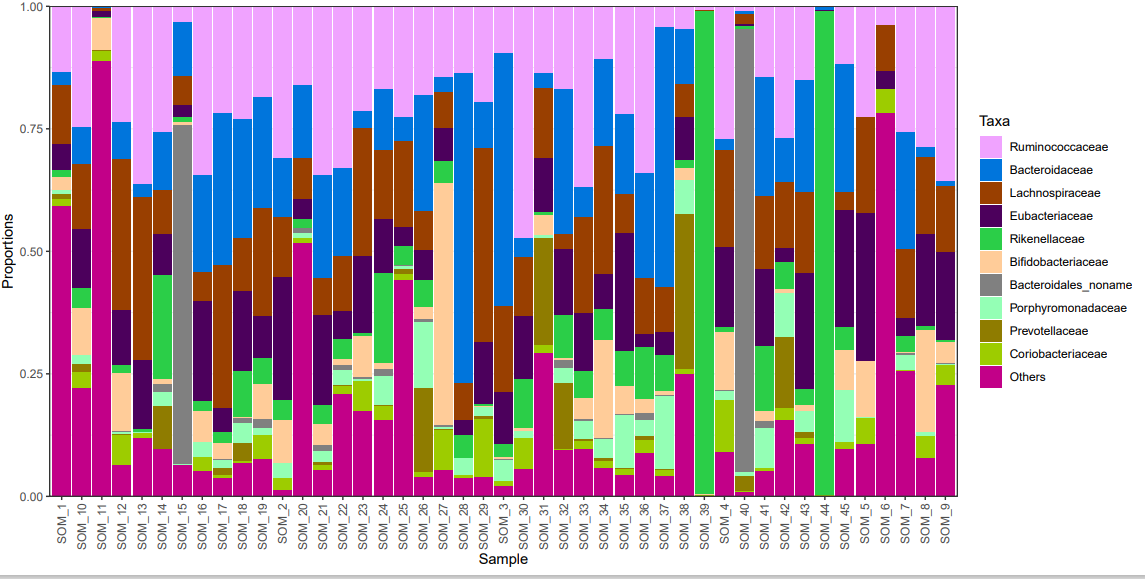 1.00
0.75
0.50
0.25
0.00
Proportions
SOM_1
SOM_10
SOM_11
SOM_12
SOM_13
SOM_14
SOM_15
SOM_16
SOM_17
SOM_18
SOM_19
SOM_2
SOM_20
SOM_21
SOM_22
SOM_23
SOM_24
SOM_25
SOM_26
SOM_27
SOM_28
SOM_29
SOM_3
SOM_30
SOM_31
SOM_32
SOM_33
SOM_34
SOM_35
SOM_36
SOM_37
SOM_38
SOM_39
SOM_4
SOM_40
SOM_41
SOM_42
SOM_43
SOM_44
SOM_45
SOM_5
SOM_6
SOM_7
SOM_8
SOM_9
Sample
Taxa
Ruminococcaceae
Bacteroidaceae
Lachnospiraceae
Eubacteriaceae
Rikenellaceae
Bifidobacteriaceae
Bacteroidales_noname
Porphyromonadaceae
Prevotellaceae
Coriobacteriaceae
Others